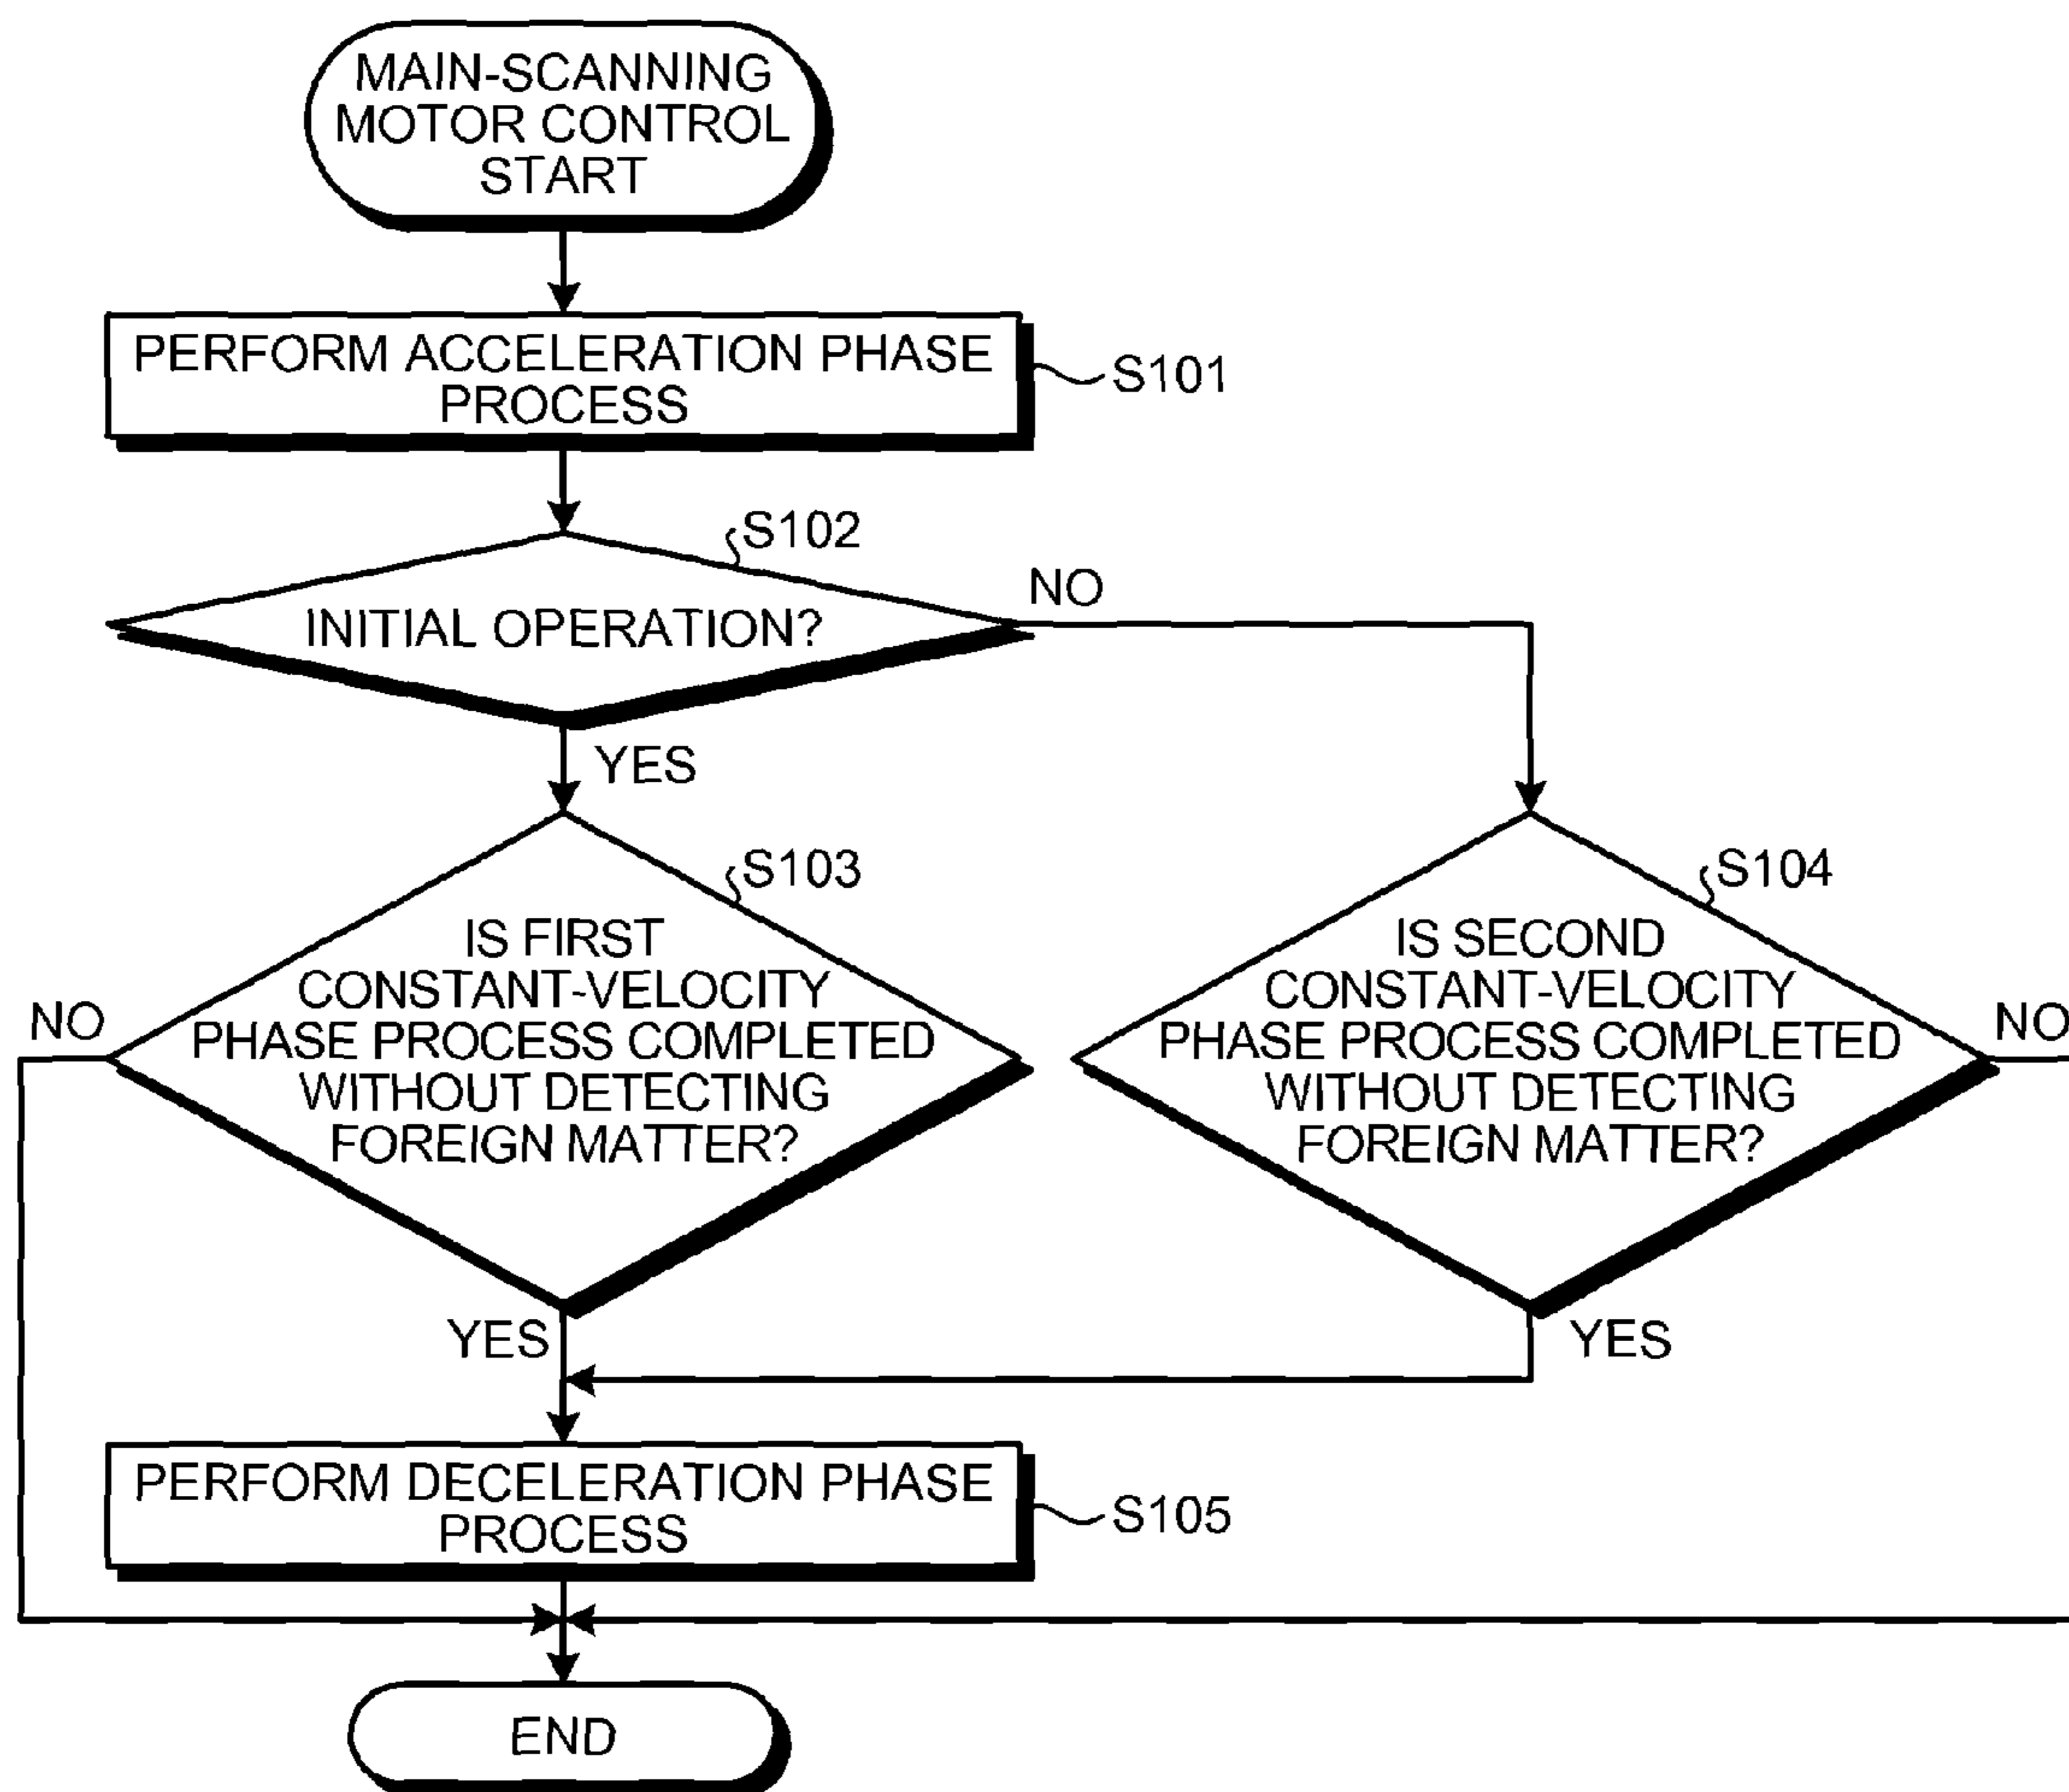 MAIN-SCANNING
MOTOR CONTROL
START
PERFORM ACCELERATION PHASE
PROCESS
S101
S102
INITIAL OPERATION?
NO
YES
S103
IS FIRST
CONSTANT-VELOCITY
PHASE PROCESS COMPLETED
WITHOUT DETECTING
FOREIGN MATTER?
NO
YES
S104
IS SECOND
CONSTANT-VELOCITY
PHASE PROCESS COMPLETED
WITHOUT DETECTING
FOREIGN MATTER?
NO
YES
PERFORM DECELERATION PHASE
PROCESS
S105
END